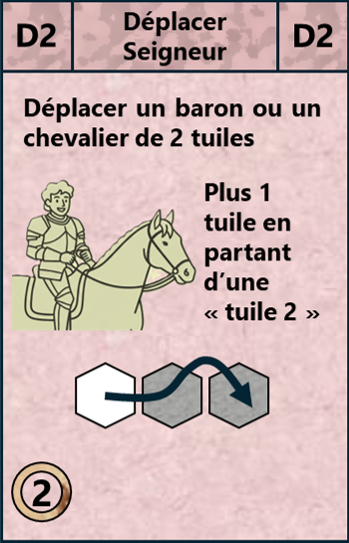 D2
Déplacer
Seigneur
D2
Déplacer un baron ou un
chevalier de 2 tuiles
Plus 1
tuile en
partant
d’une
« tuile 2 »
2